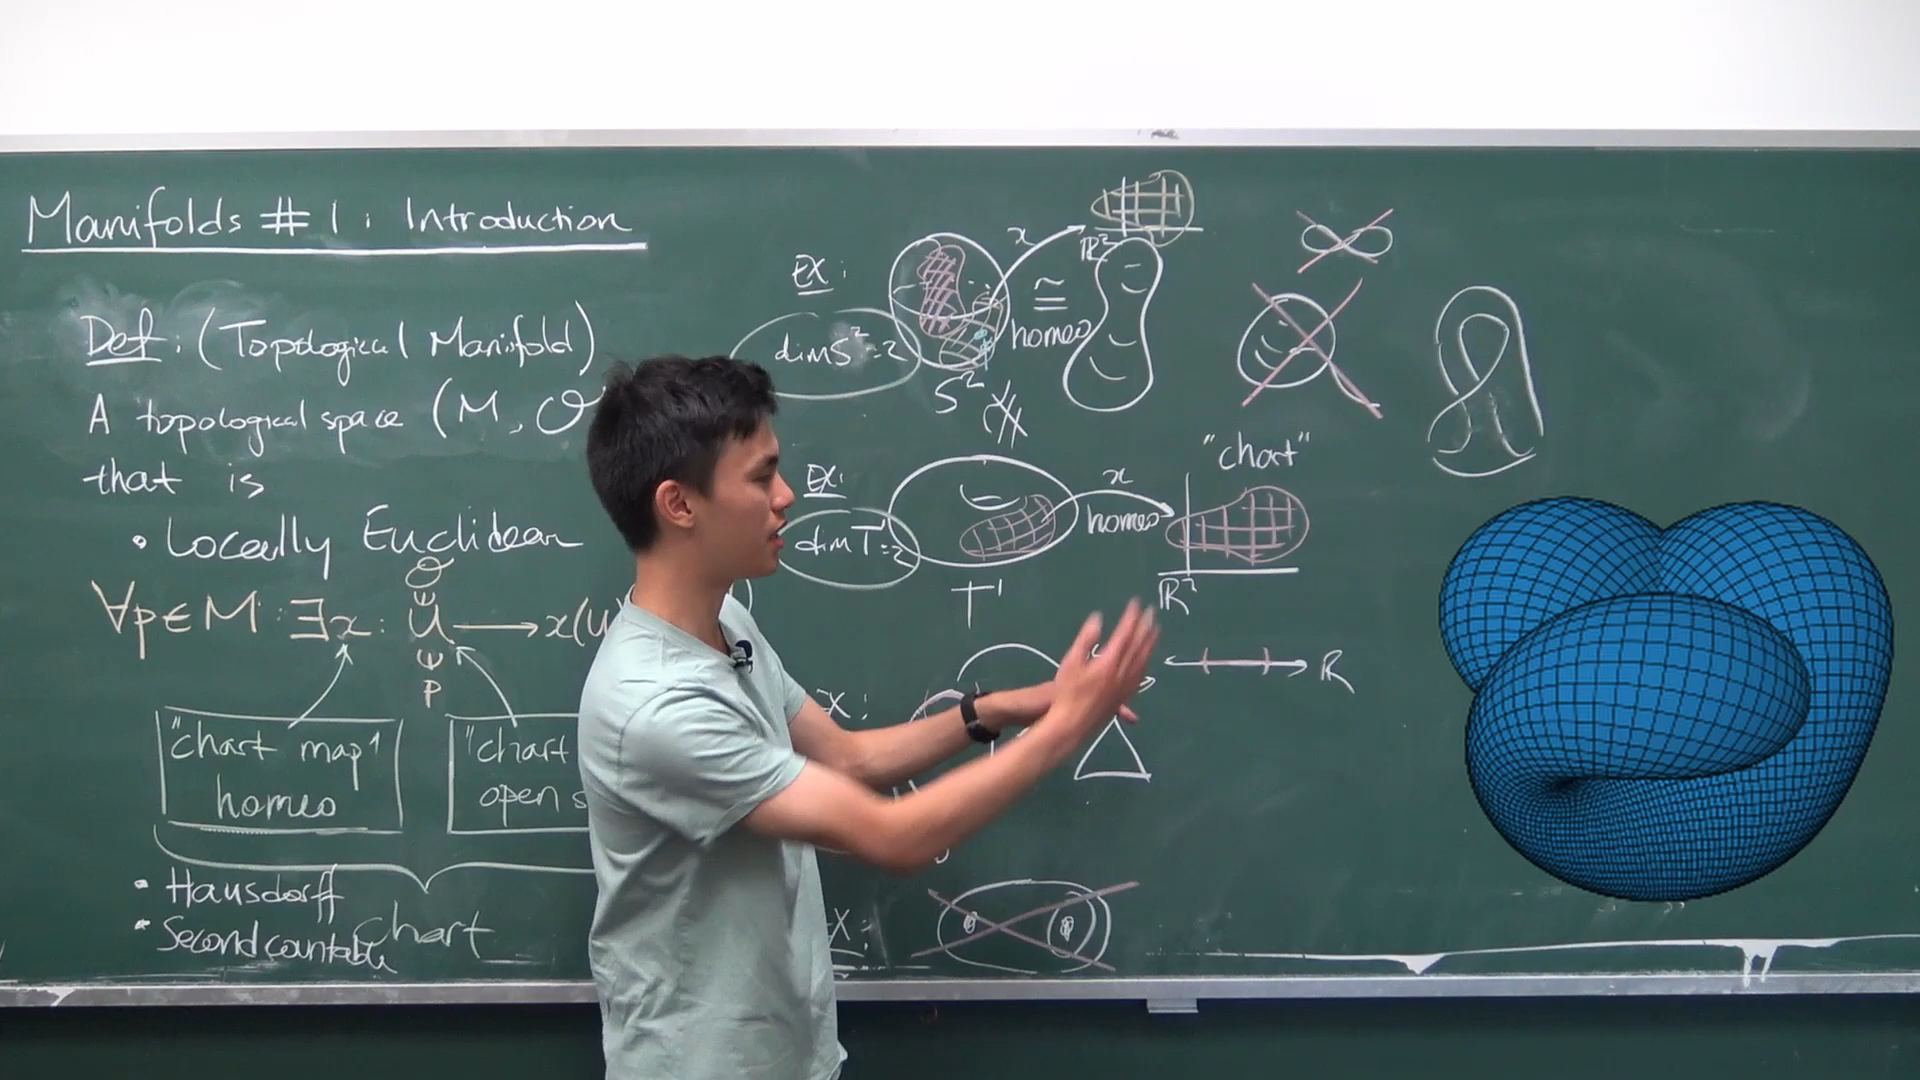 Manifolds #1: Introduction
Def: (Topological Manifold)
A topological space (M, O
that is
• Locally Euclidean
O
∀p∈M: ∃x: U → x(U
p
"chart map"
homeo
"chart
open s
• Hausdorff
• Second countable
Chart
EX:
dim S²=2
S²
x
≅
homeo
R²
EX:
dim T¹=2
T¹
x
homeo
"chart"
R²
EX:
R
EX: